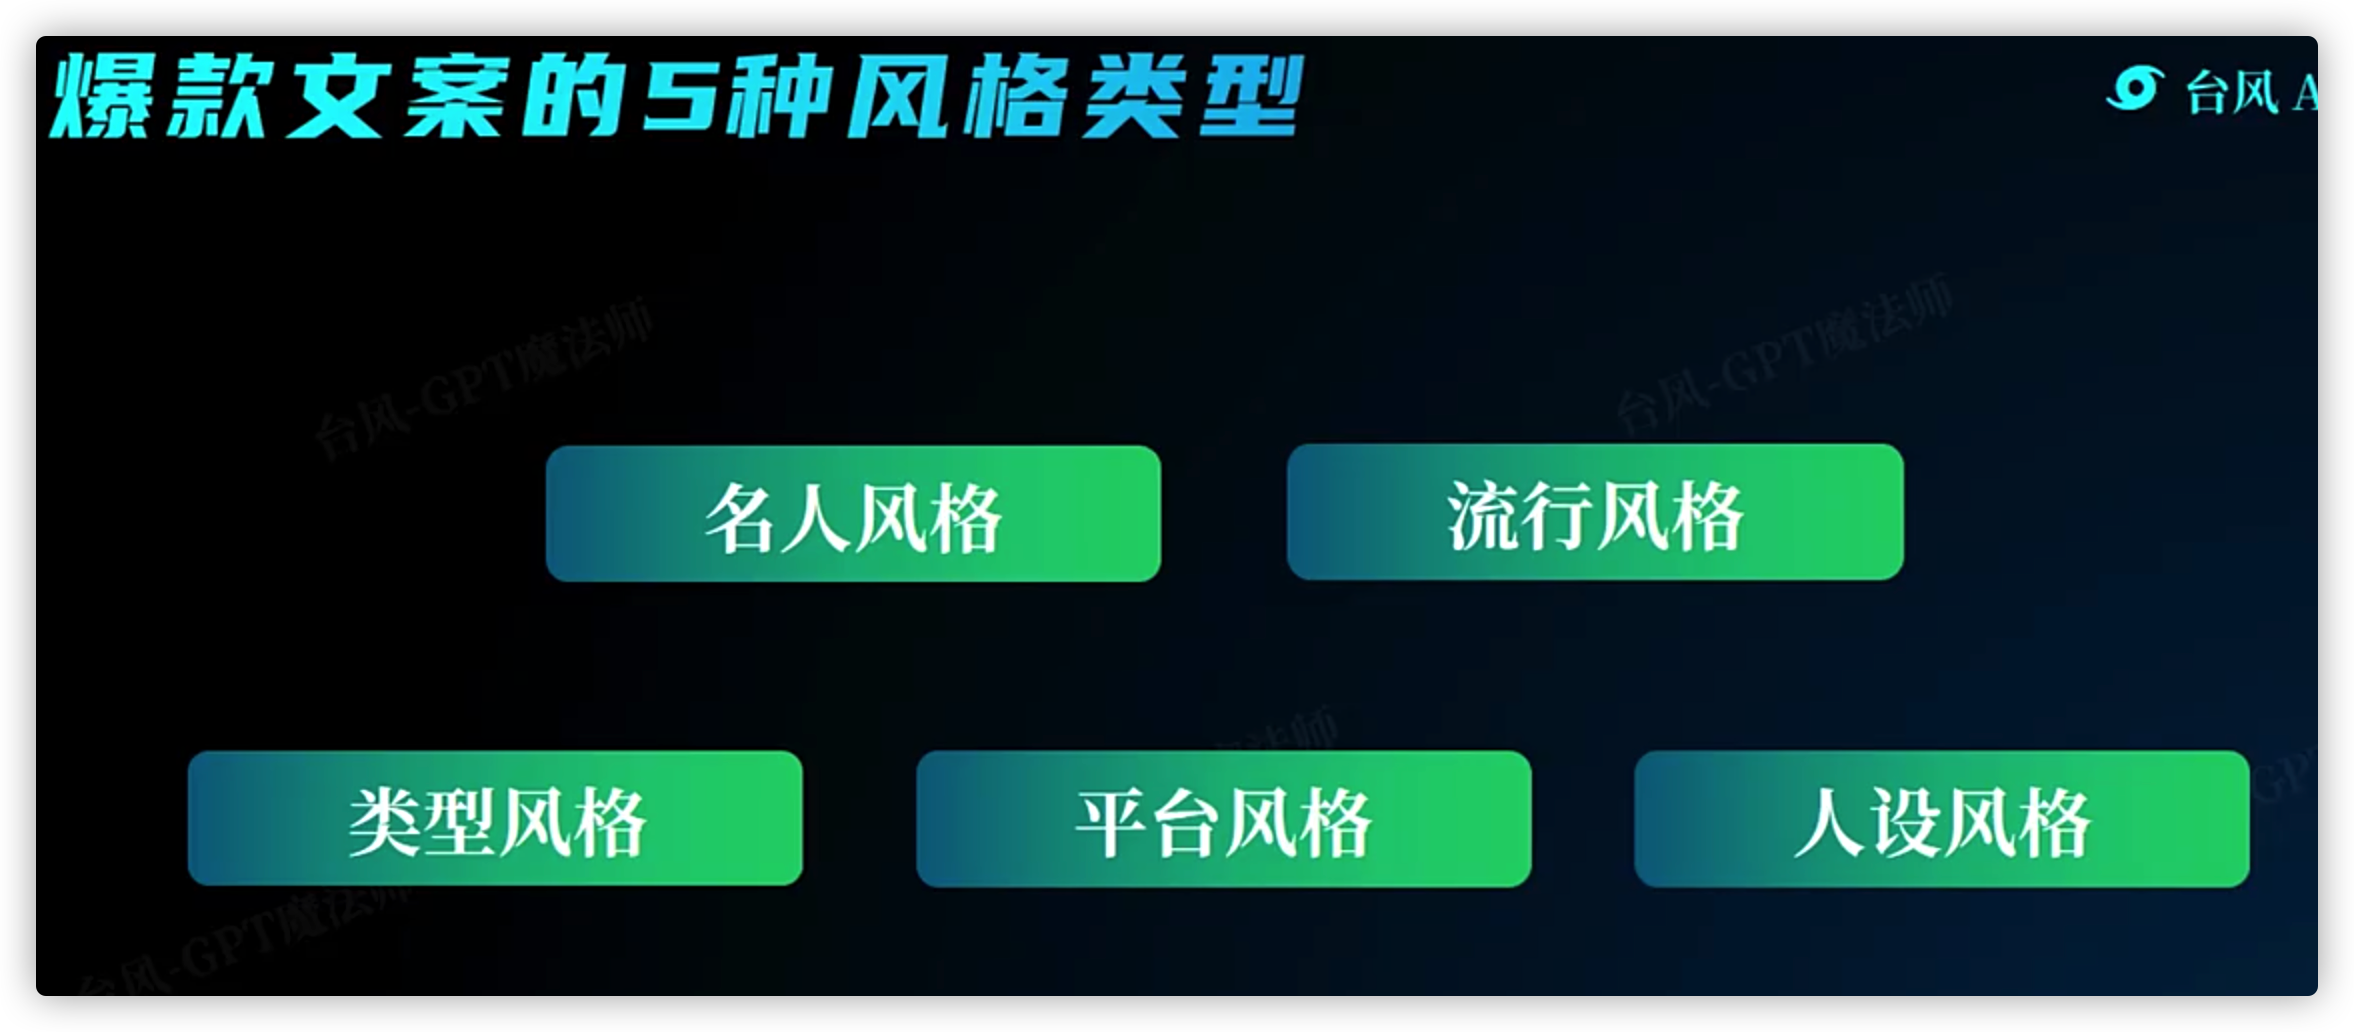 爆款文案的5种风格类型
台风 A
台风-GPT魔法师
台风-GPT魔法师
名人风格
流行风格
类型风格
平台风格
人设风格
台风-GPT魔法师